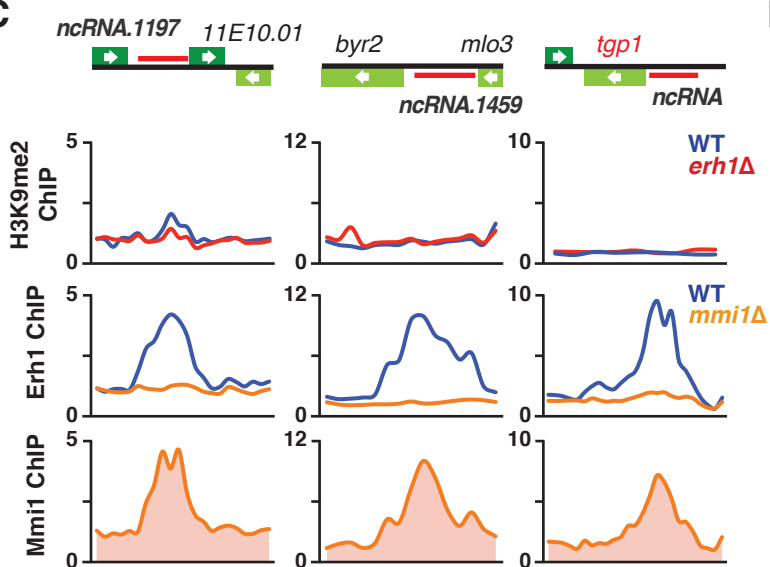 C
ncRNA.1197 11E10.01
byr2 mlo3
tgp1
ncRNA.1459
ncRNA
H3K9me2
ChIP
5
0
12
0
10
0
WT
erh1Δ
Erh1 ChIP
5
0
12
0
10
0
WT
mmi1Δ
Mmi1 ChIP
5
0
12
0
10
0